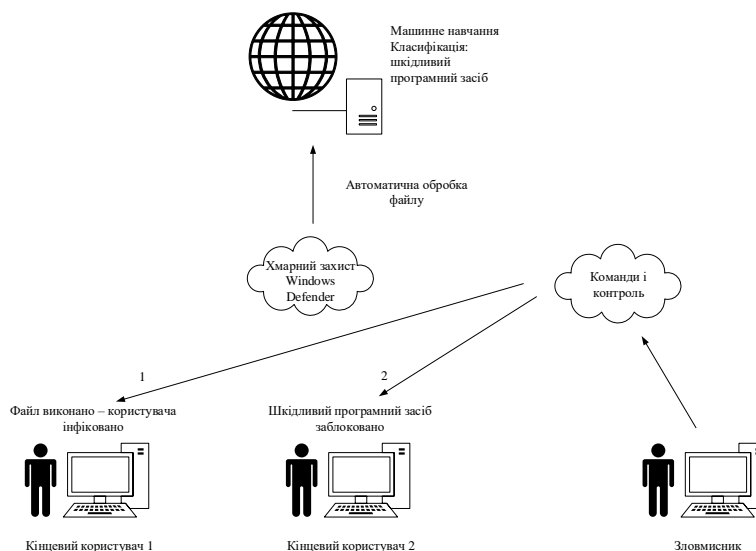 Машинне навчання
Класифікація:
шкідливий
програмний засіб
Автоматична обробка
файлу
Хмарний захист
Windows
Defender
Команди і
контроль
1
2
Файл виконано – користувача
інфіковано
Шкідливий програмний засіб
заблоковано
Кінцевий користувач 1
Кінцевий користувач 2
Зловмисник